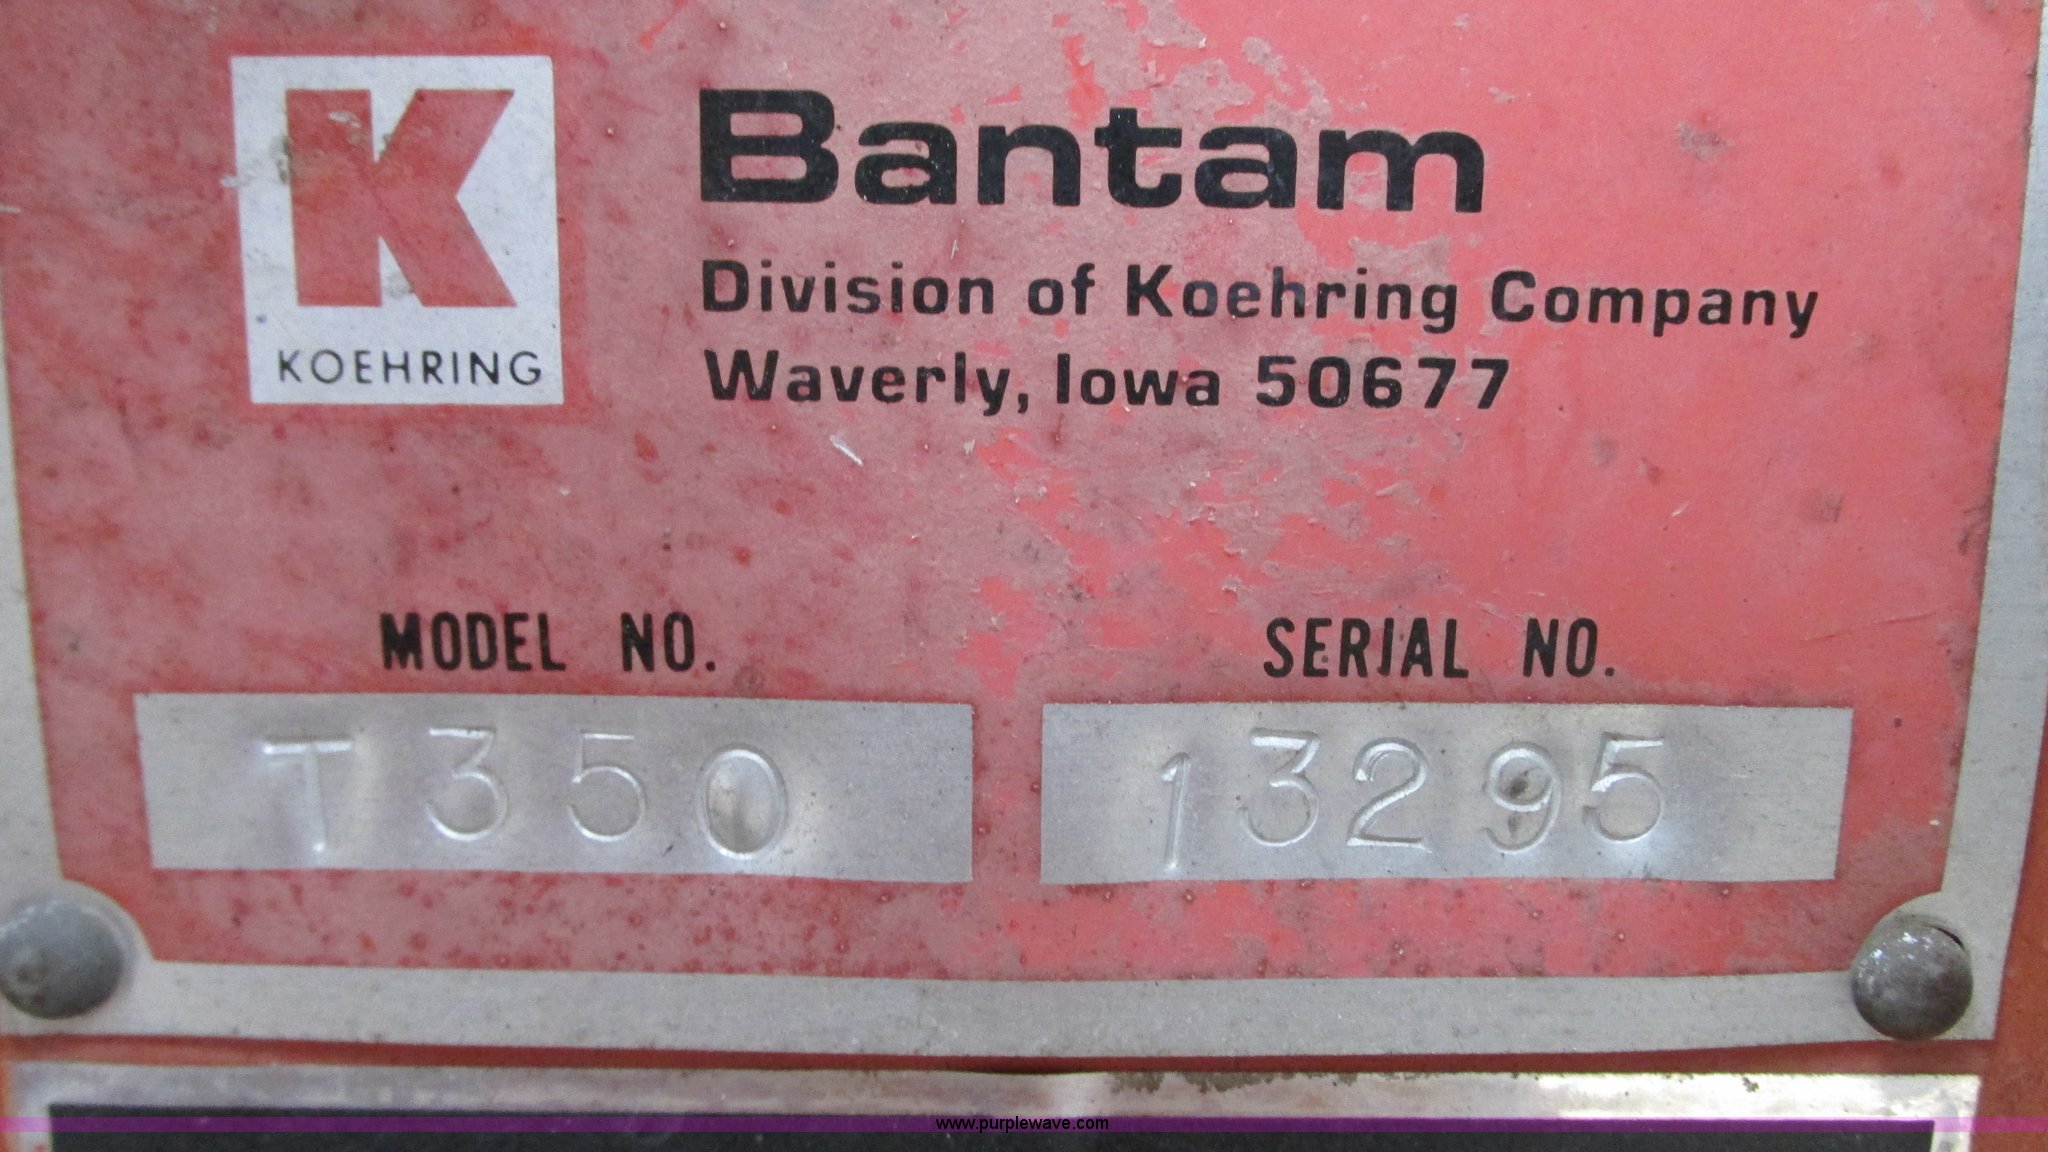 K
KOEHRING
Bantam
Division of Koehring Company
Waverly, Iowa 50677
MODEL NO.
SERIAL NO.
T350
13295
www.purplewave.com